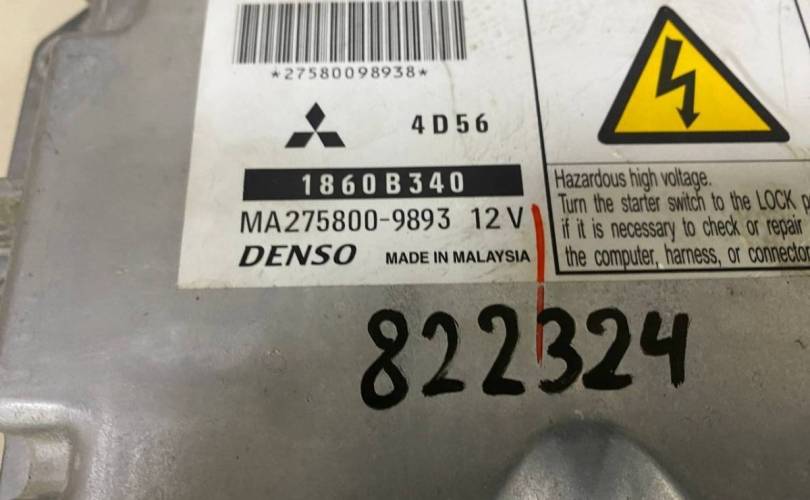 *27580098938*
4D56
1860B340
MA275800-9893 12V
DENSO MADE IN MALAYSIA
Hazardous high voltage.
Turn the starter switch to the LOCK
if it is necessary to check or repair
the computer, harness, or connector
822324